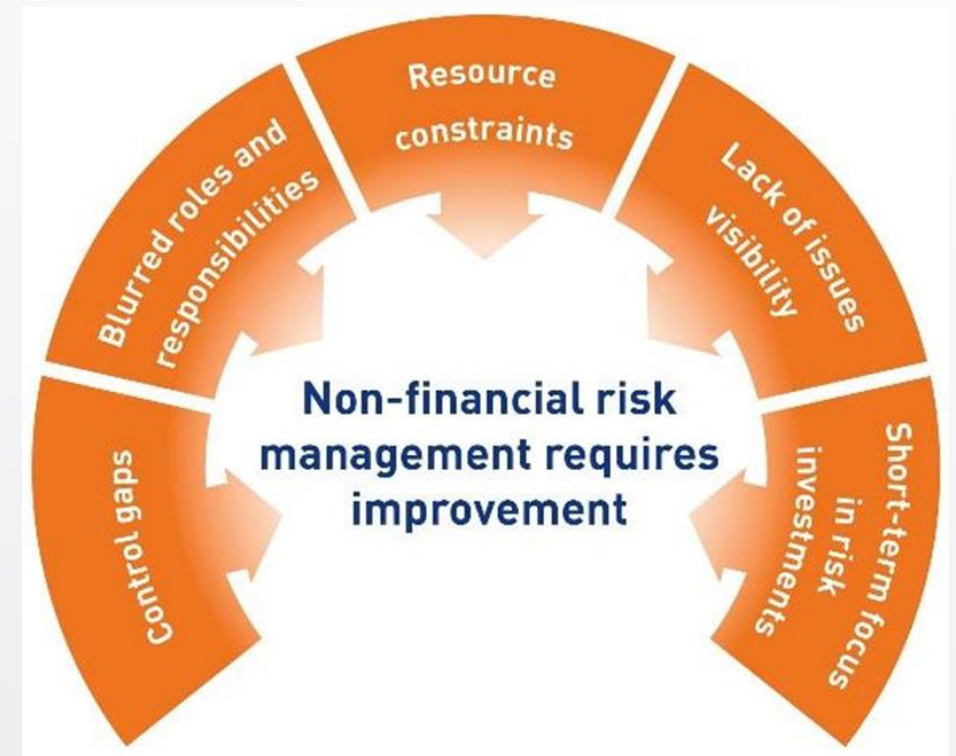 Control gaps
Blurred roles and
responsibilities
Resource
constraints
Lack of issues
visibility
Short-term focus
in risk
investments
Non-financial risk
management requires
improvement